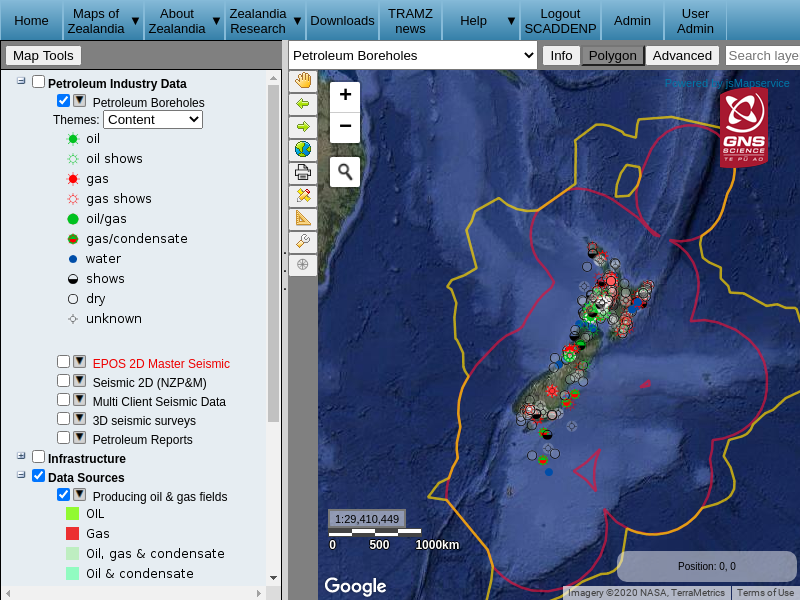 Home
Maps of Zealandia ▼
About Zealandia ▼
Zealandia Research ▼
Downloads
TRAMZ news
Help ▼
Logout SCADDENP
Admin
User Admin
Map Tools
Petroleum Boreholes
Info
Polygon
Advanced
Search laye
Petroleum Industry Data
Petroleum Boreholes
Themes: Content
oil
oil shows
gas
gas shows
oil/gas
gas/condensate
water
shows
dry
unknown
EPOS 2D Master Seismic
Seismic 2D (NZP&M)
Multi Client Seismic Data
3D seismic surveys
Petroleum Reports
Infrastructure
Data Sources
Producing oil & gas fields
OIL
Gas
Oil, gas & condensate
Oil & condensate
+
−
Powered by jsMapservice
GNS
SCIENCE
TE PŪ AO
1:29,410,449
0 500 1000km
Google
Position: 0, 0
Imagery ©2020 NASA, TerraMetrics
Terms of Use